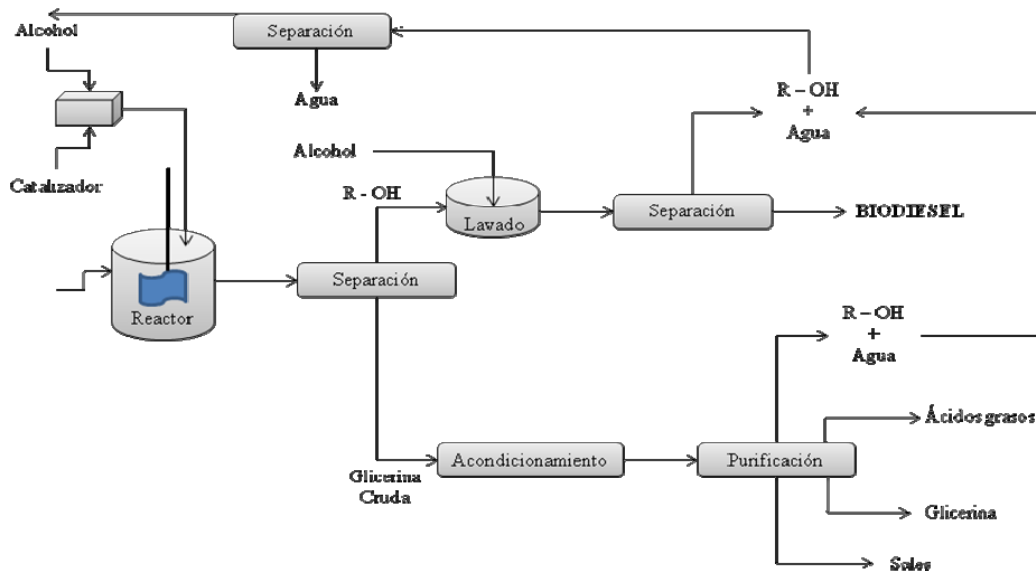 Separación
Alcohol
Agua
R – OH
+
Agua
Alcohol
Catalizador
R - OH
Lavado
Separación
BIODIESEL
Separación
Reactor
R – OH
+
Agua
Ácidos grasos
Acondicionamiento
Purificación
Glicerina
Cruda
Glicerina
Sales